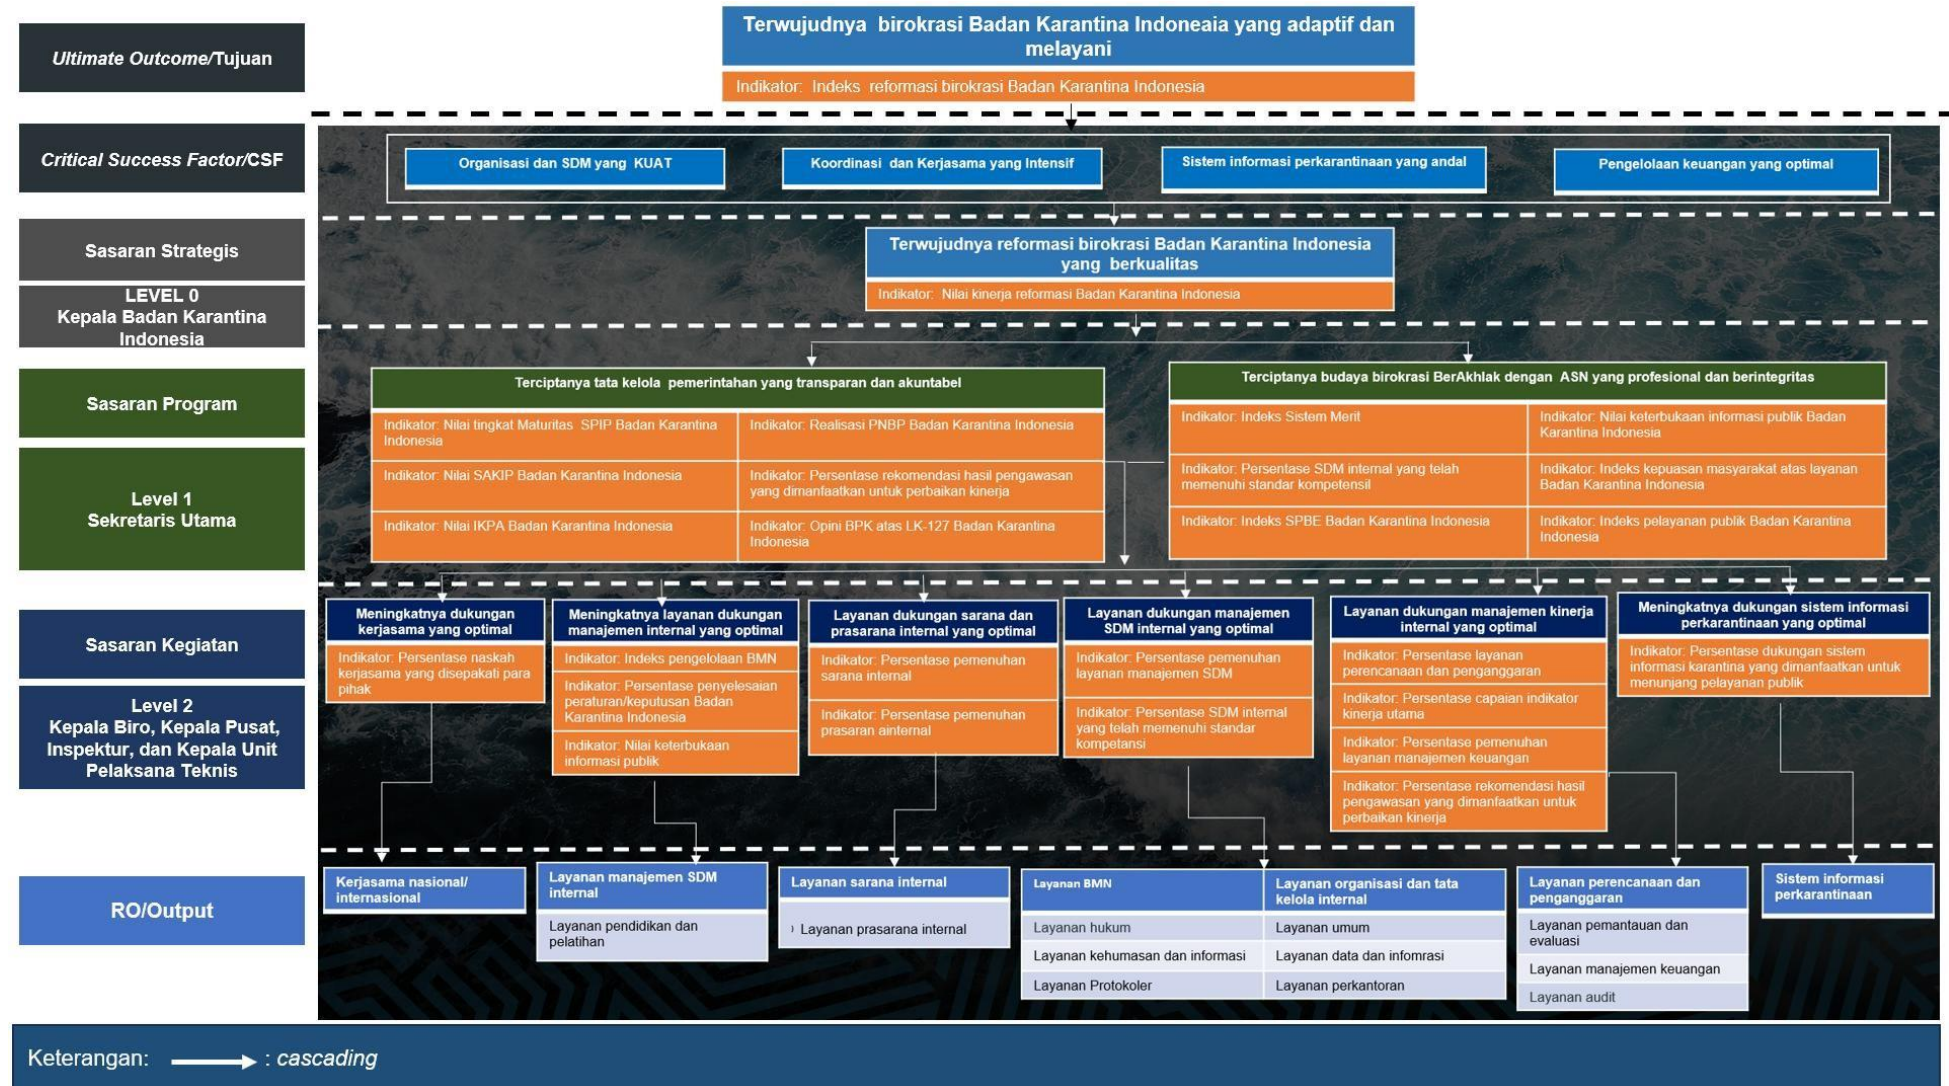 Ultimate Outcome/Tujuan
Terwujudnya birokrasi Badan Karantina Indoneaia yang adaptif dan
melayani
Indikator: Indeks reformasi birokrasi Badan Karantina Indonesia
Critical Success Factor/CSF
Organisasi dan SDM yang KUAT
Koordinasi dan Kerjasama yang Intensif
Sistem informasi perkarantinaan yang andal
Pengelolaan keuangan yang optimal
Sasaran Strategis
LEVEL 0
Kepala Badan Karantina
Indonesia
Terwujudnya reformasi birokrasi Badan Karantina Indonesia
yang berkualitas
Indikator: Nilai kinerja reformasi Badan Karantina Indonesia
Sasaran Program
Level 1
Sekretaris Utama
Terciptanya tata kelola pemerintahan yang transparan dan akuntabel
Indikator: Nilai tingkat Maturitas SPIP Badan Karantina
Indonesia
Indikator: Realisasi PNBP Badan Karantina Indonesia
Indikator: Nilai SAKIP Badan Karantina Indonesia
Indikator: Persentase rekomendasi hasil pengawasan
yang dimanfaatkan untuk perbaikan kinerja
Indikator: Nilai IKPA Badan Karantina Indonesia
Indikator: Opini BPK atas LK-127 Badan Karantina
Indonesia
Terciptanya budaya birokrasi BerAkhlak dengan ASN yang profesional dan berintegritas
Indikator: Indeks Sistem Merit
Indikator: Nilai keterbukaan informasi publik Badan
Karantina Indonesia
Indikator: Persentase SDM internal yang telah
memenuhi standar kompetensil
Indikator: Indeks kepuasan masyarakat atas layanan
Badan Karantina Indonesia
Indikator: Indeks SPBE Badan Karantina Indonesia
Indikator: Indeks pelayanan publik Badan Karantina
Indonesia
Sasaran Kegiatan
Level 2
Kepala Biro, Kepala Pusat,
Inspektur, dan Kepala Unit
Pelaksana Teknis
Meningkatnya dukungan
kerjasama yang optimal
Indikator: Persentase naskah
kerjasama yang disepakati para
pihak
Meningkatnya layanan dukungan
manajemen internal yang optimal
Indikator: Indeks pengelolaan BMN
Indikator: Persentase penyelesaian
peraturan/keputusan Badan
Karantina Indonesia
Indikator: Nilai keterbukaan
informasi publik
Layanan dukungan sarana dan
prasarana internal yang optimal
Indikator: Persentase pemenuhan
sarana internal
Indikator: Persentase pemenuhan
prasaran ainternal
Layanan dukungan manajemen
SDM internal yang optimal
Indikator: Persentase pemenuhan
layanan manajemen SDM
Indikator: Persentase SDM internal
yang telah memenuhi standar
kompetansi
Layanan dukungan manajemen kinerja
internal yang optimal
Indikator: Persentase layanan
perencanaan dan penganggaran
Indikator: Persentase capaian indikator
kinerja utama
Indikator: Persentase pemenuhan
layanan manajemen keuangan
Indikator: Persentase rekomendasi hasil
pengawasan yang dimanfaatkan untuk
perbaikan kinerja
Meningkatnya dukungan sistem informasi
perkarantinaan yang optimal
Indikator: Persentase dukungan sistem
informasi karantina yang dimanfaatkan untuk
menunjang pelayanan publik
RO/Output
Kerjasama nasional/
internasional
Layanan manajemen SDM
internal
Layanan pendidikan dan
pelatihan
Layanan sarana internal
Layanan prasarana internal
Layanan BMN
Layanan organisasi dan tata
kelola internal
Layanan hukum
Layanan umum
Layanan kehumasan dan informasi
Layanan data dan infomrasi
Layanan Protokoler
Layanan perkantoran
Layanan perencanaan dan
penganggaran
Layanan pemantauan dan
evaluasi
Layanan manajemen keuangan
Layanan audit
Sistem informasi
perkarantinaan
Keterangan: : cascading